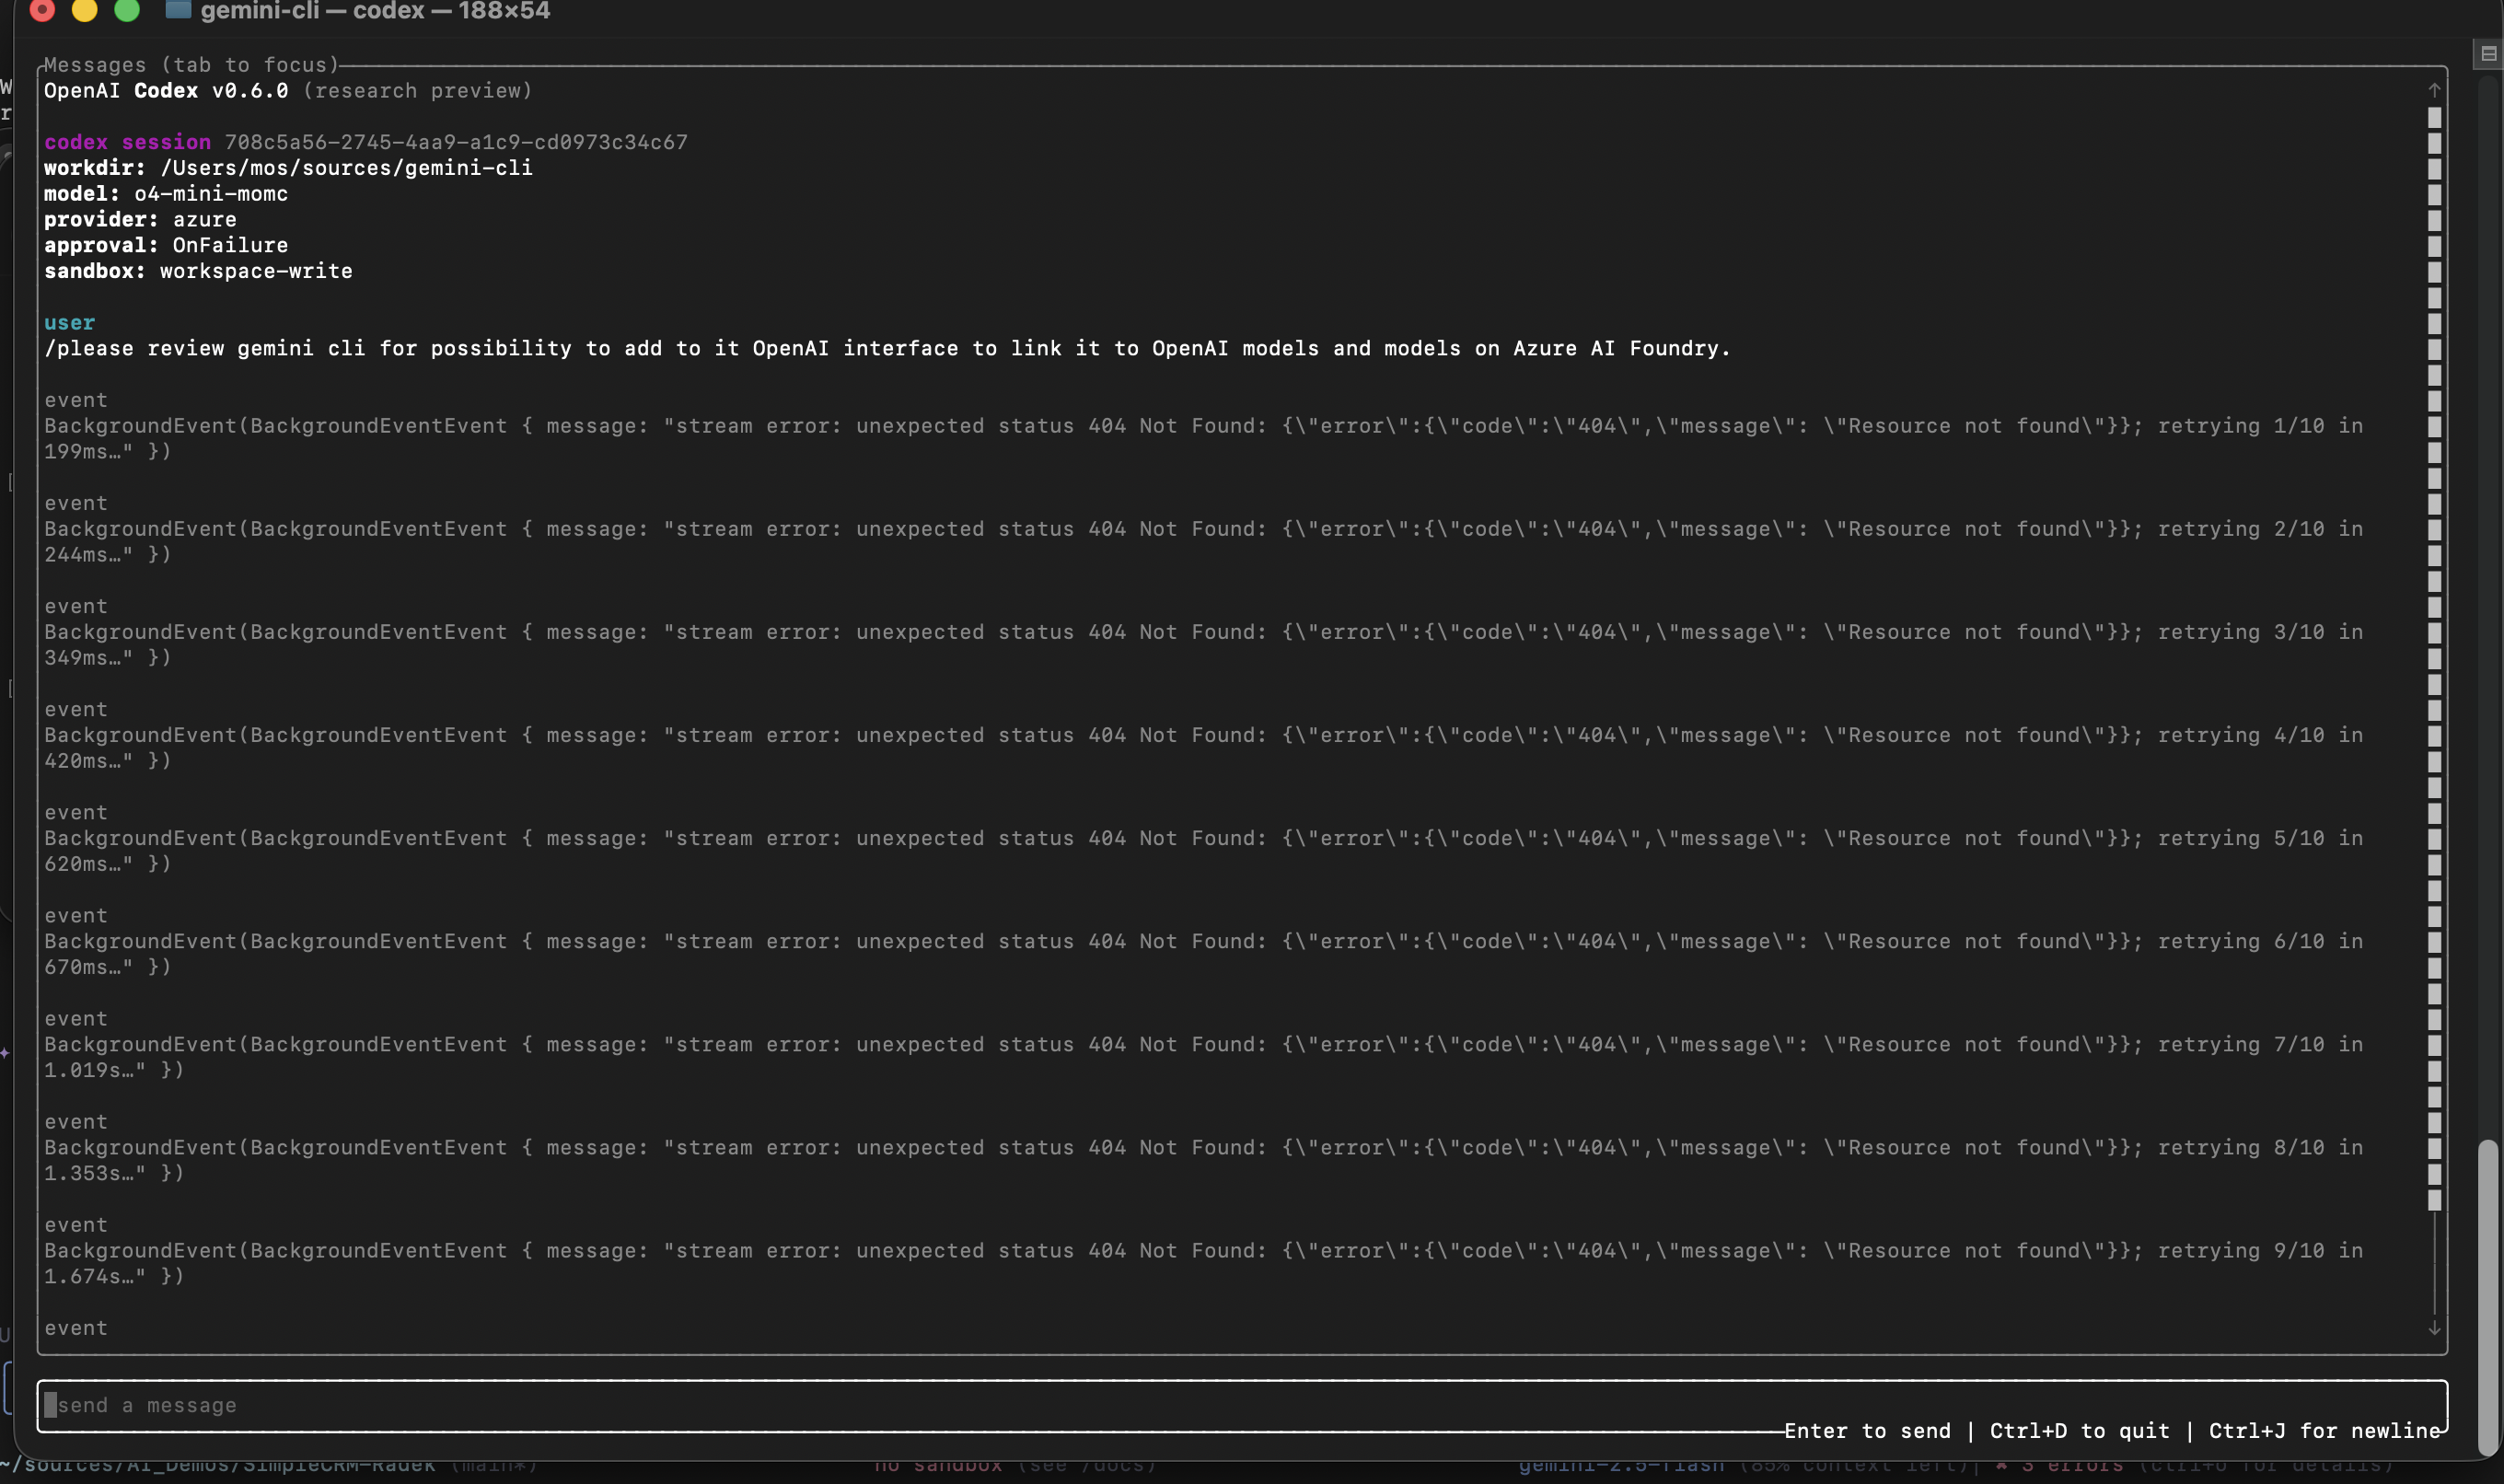 gemini-cli — codex — 188×54
Messages (tab to focus)
OpenAI Codex v0.6.0 (research preview)
codex session 708c5a56-2745-4aa9-a1c9-cd0973c34c67
workdir: /Users/mos/sources/gemini-cli
model: o4-mini-momc
provider: azure
approval: OnFailure
sandbox: workspace-write
user
/please review gemini cli for possibility to add to it OpenAI interface to link it to OpenAI models and models on Azure AI Foundry.
event
BackgroundEvent(BackgroundEventEvent { message: "stream error: unexpected status 404 Not Found: {\"error\":{\"code\":\"404\",\"message\": \"Resource not found\"}}; retrying 1/10 in
199ms…" })
event
BackgroundEvent(BackgroundEventEvent { message: "stream error: unexpected status 404 Not Found: {\"error\":{\"code\":\"404\",\"message\": \"Resource not found\"}}; retrying 2/10 in
244ms…" })
event
BackgroundEvent(BackgroundEventEvent { message: "stream error: unexpected status 404 Not Found: {\"error\":{\"code\":\"404\",\"message\": \"Resource not found\"}}; retrying 3/10 in
349ms…" })
event
BackgroundEvent(BackgroundEventEvent { message: "stream error: unexpected status 404 Not Found: {\"error\":{\"code\":\"404\",\"message\": \"Resource not found\"}}; retrying 4/10 in
420ms…" })
event
BackgroundEvent(BackgroundEventEvent { message: "stream error: unexpected status 404 Not Found: {\"error\":{\"code\":\"404\",\"message\": \"Resource not found\"}}; retrying 5/10 in
620ms…" })
event
BackgroundEvent(BackgroundEventEvent { message: "stream error: unexpected status 404 Not Found: {\"error\":{\"code\":\"404\",\"message\": \"Resource not found\"}}; retrying 6/10 in
670ms…" })
event
BackgroundEvent(BackgroundEventEvent { message: "stream error: unexpected status 404 Not Found: {\"error\":{\"code\":\"404\",\"message\": \"Resource not found\"}}; retrying 7/10 in
1.019s…" })
event
BackgroundEvent(BackgroundEventEvent { message: "stream error: unexpected status 404 Not Found: {\"error\":{\"code\":\"404\",\"message\": \"Resource not found\"}}; retrying 8/10 in
1.353s…" })
event
BackgroundEvent(BackgroundEventEvent { message: "stream error: unexpected status 404 Not Found: {\"error\":{\"code\":\"404\",\"message\": \"Resource not found\"}}; retrying 9/10 in
1.674s…" })
event
send a message
Enter to send | Ctrl+D to quit | Ctrl+J for newline
~/sources/AI_Demos/SimpleCRM-Radek (main*) no sandbox (see /docs) gemini-2.5-flash (85% context left)| ✖ 3 errors (ctrl+o for details)